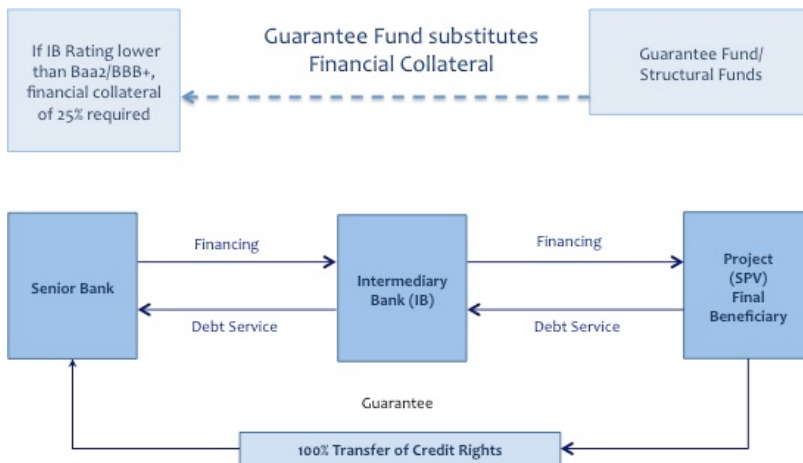 If IB Rating lower
than Baa2/BBB+,
financial collateral
of 25% required
Guarantee Fund substitutes
Financial Collateral
Guarantee Fund/
Structural Funds
Senior Bank
Financing
Debt Service
Intermediary
Bank (IB)
Financing
Debt Service
Project
(SPV)
Final
Beneficiary
Guarantee
100% Transfer of Credit Rights